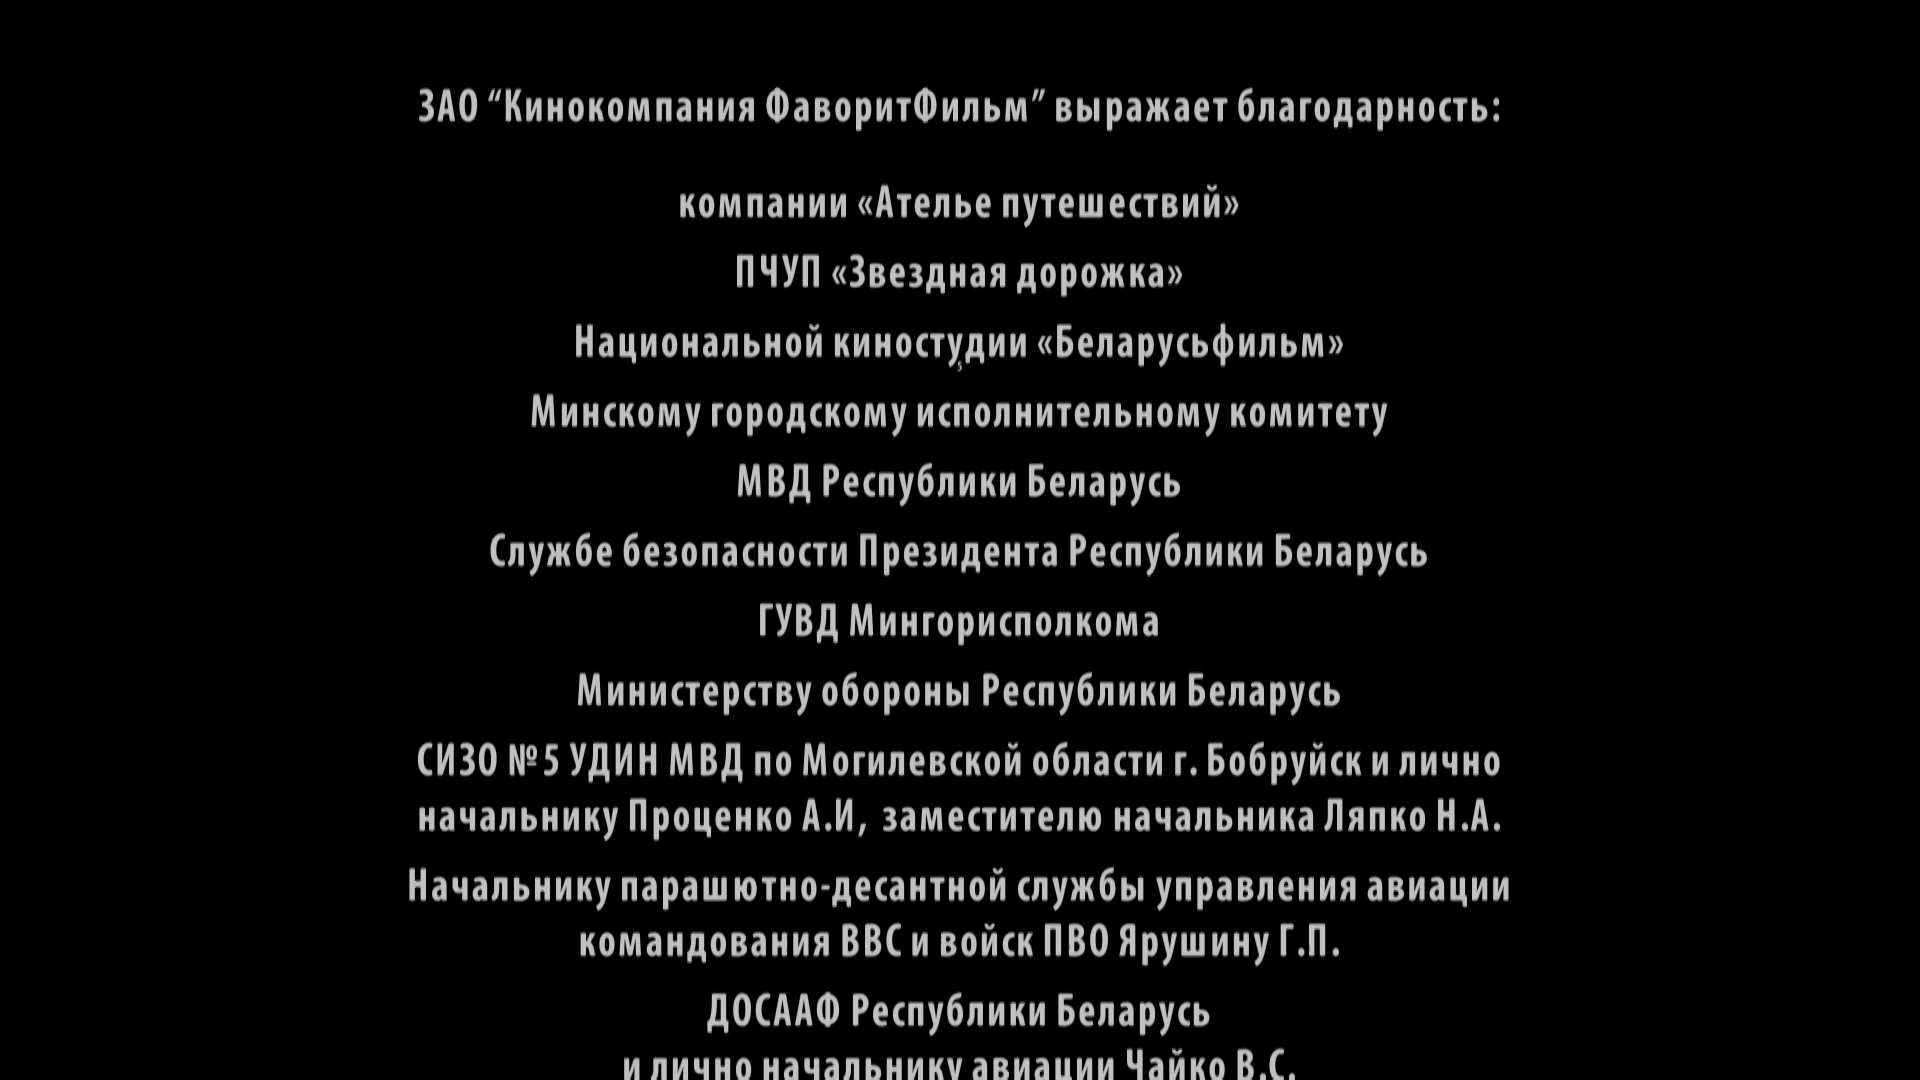 ЗАО “Кинокомпания ФаворитФильм” выражает благодарность:
компании «Ателье путешествий»
ПЧУП «Звездная дорожка»
Национальной киностудии «Беларусьфильм»
Минскому городскому исполнительному комитету
МВД Республики Беларусь
Службе безопасности Президента Республики Беларусь
ГУВД Мингорисполкома
Министерству обороны Республики Беларусь
СИЗО №5 УДИН МВД по Могилевской области г. Бобруйск и лично
начальнику Проценко А.И, заместителю начальника Ляпко Н.А.
Начальнику парашютно-десантной службы управления авиации
командования ВВС и войск ПВО Ярушину Г.П.
ДОСААФ Республики Беларусь
и лично начальнику авиации Чайко В.С.